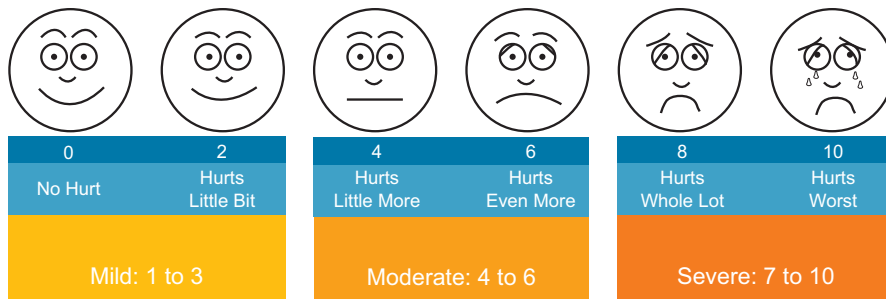 0
2
4
6
8
10
No Hurt
Hurts
Little Bit
Hurts
Little More
Hurts
Even More
Hurts
Whole Lot
Hurts
Worst
Mild: 1 to 3
Moderate: 4 to 6
Severe: 7 to 10